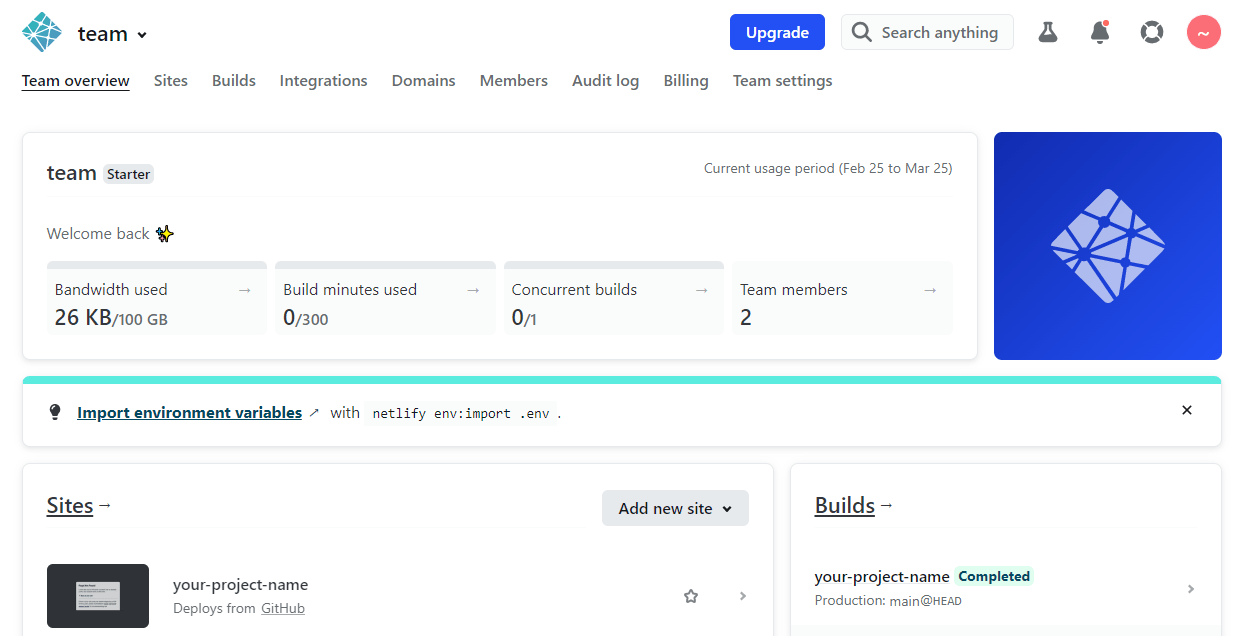 team
Upgrade
Search anything
~
Team overview Sites Builds Integrations Domains Members Audit log Billing Team settings
team Starter
Current usage period (Feb 25 to Mar 25)
Welcome back ✨
Bandwidth used →
26 KB/100 GB
Build minutes used →
0/300
Concurrent builds →
0/1
Team members →
2
Import environment variables ↗ with netlify env:import .env .
Sites →
Add new site
your-project-name
Deploys from GitHub
Builds →
your-project-name Completed
Production: main@HEAD